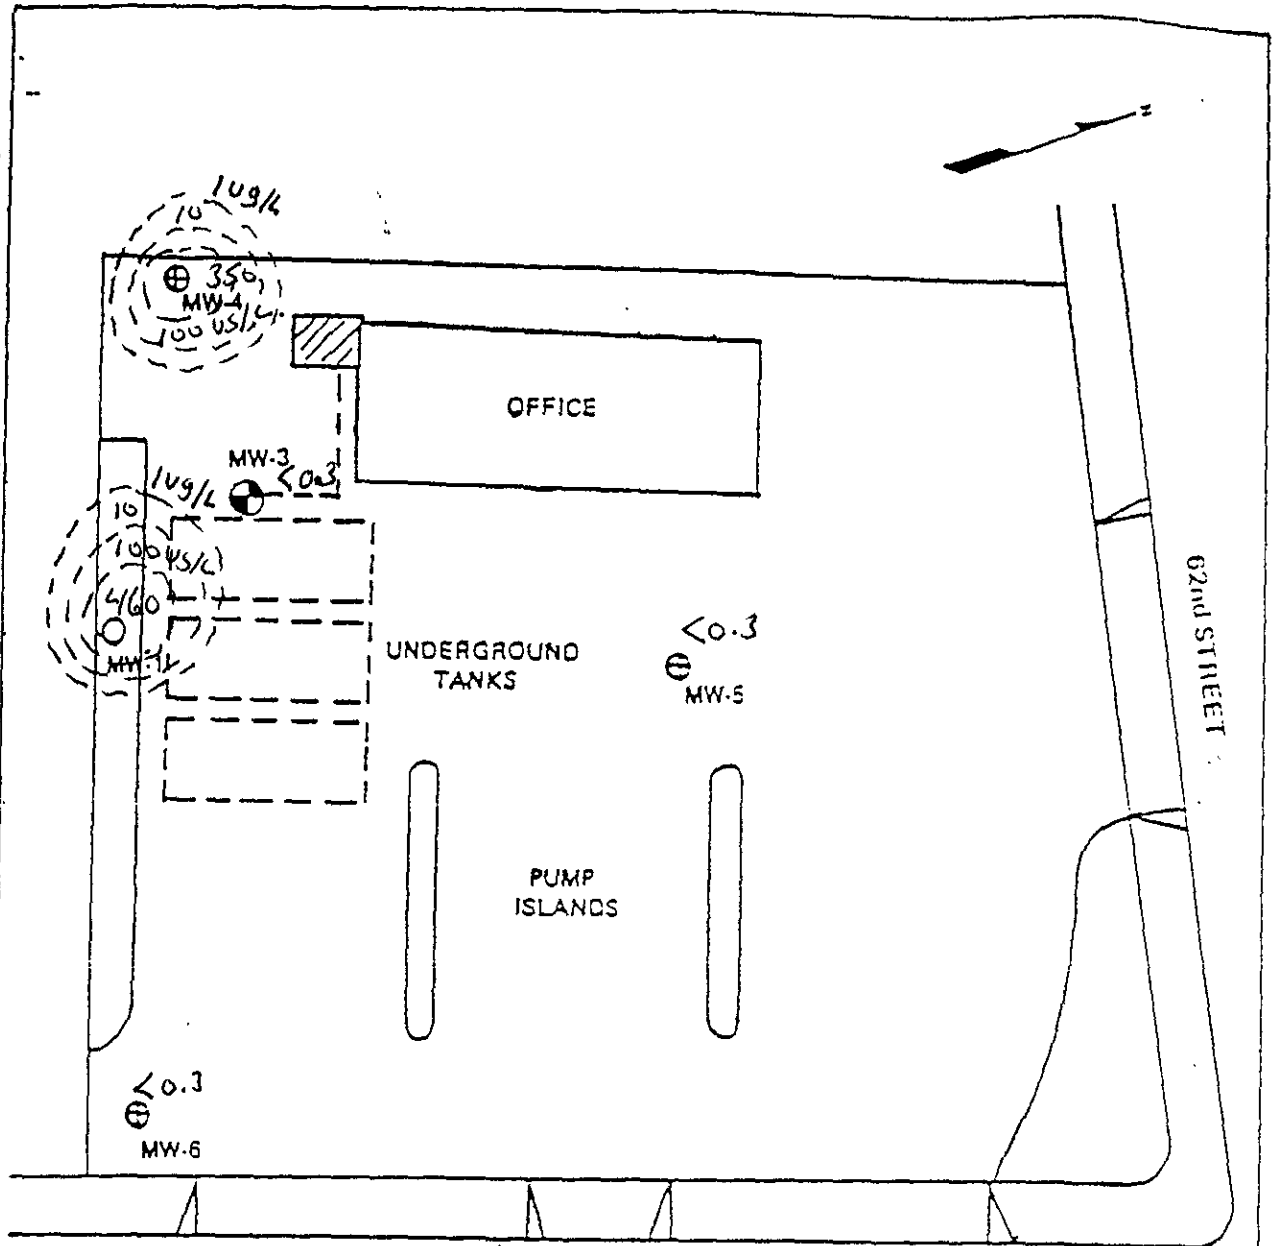 N
1ug/L
10
350
MW-4
100 ug/L
OFFICE
MW-3
<0.3
1ug/L
10
100 ug/L
460
MW-1
UNDERGROUND
TANKS
<0.3
MW-5
62nd STREET
PUMP
ISLANDS
<0.3
MW-6